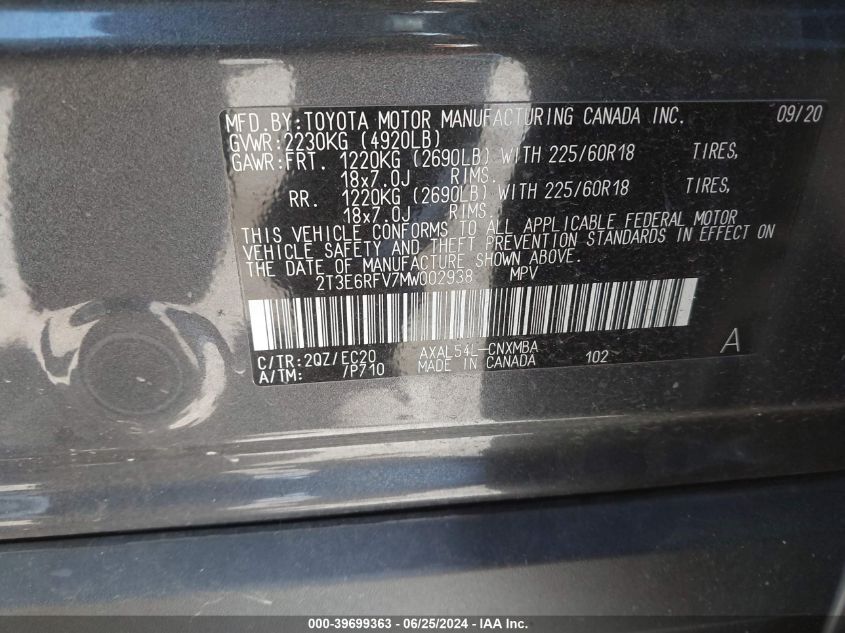 MFD.BY:TOYOTA MOTOR MANUFACTURING CANADA INC. 09/20
GVWR:2230KG (4920LB)
GAWR:FRT. 1220KG (2690LB) WITH 225/60R18 TIRES,
18x7.0J RIMS.
RR. 1220KG (2690LB) WITH 225/60R18 TIRES,
18x7.0J RIMS.
THIS VEHICLE CONFORMS TO ALL APPLICABLE FEDERAL MOTOR
VEHICLE SAFETY AND THEFT PREVENTION STANDARDS IN EFFECT ON
THE DATE OF MANUFACTURE SHOWN ABOVE.
2T3E6RFV7MW002938 MPV
C/TR:2QZ/EC20 AXAL54L-CNXMBA 102 A
A/TM: /P710 MADE IN CANADA
000-39699363 - 06/25/2024 - IAA Inc.